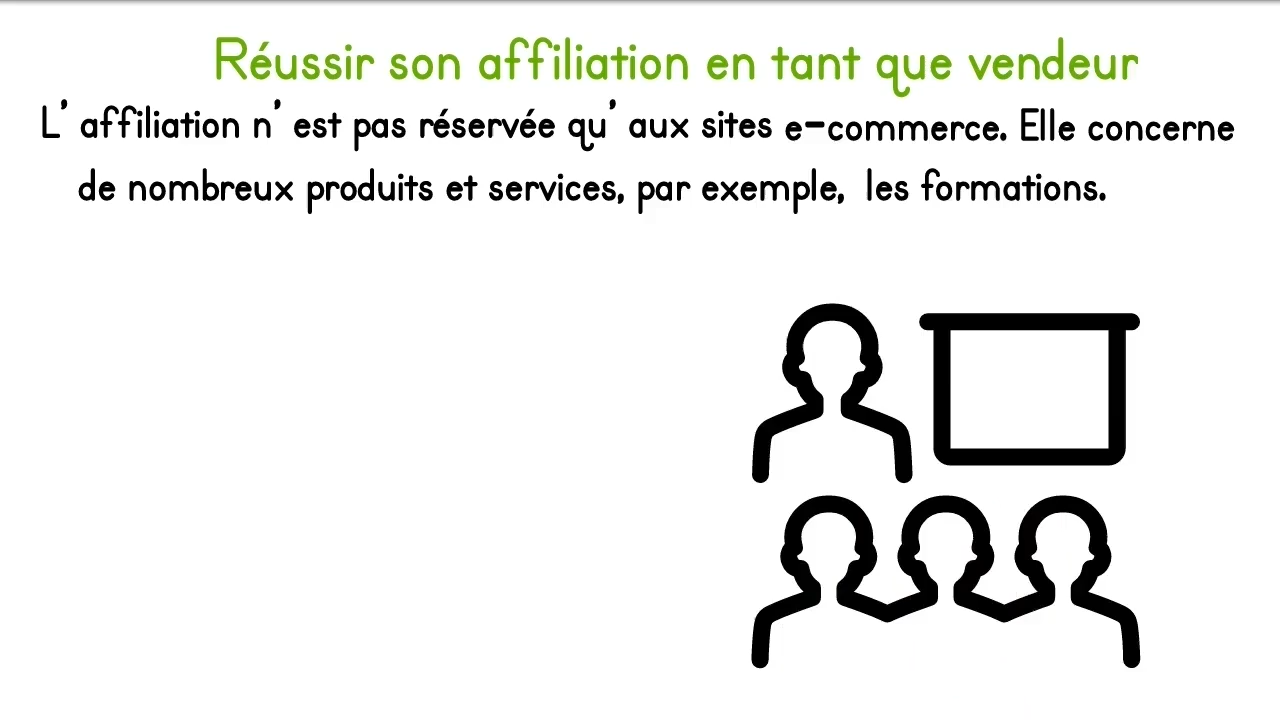 Réussir son affiliation en tant que vendeur
L' affiliation n' est pas réservée qu' aux sites e-commerce. Elle concerne
de nombreux produits et services, par exemple, les formations.